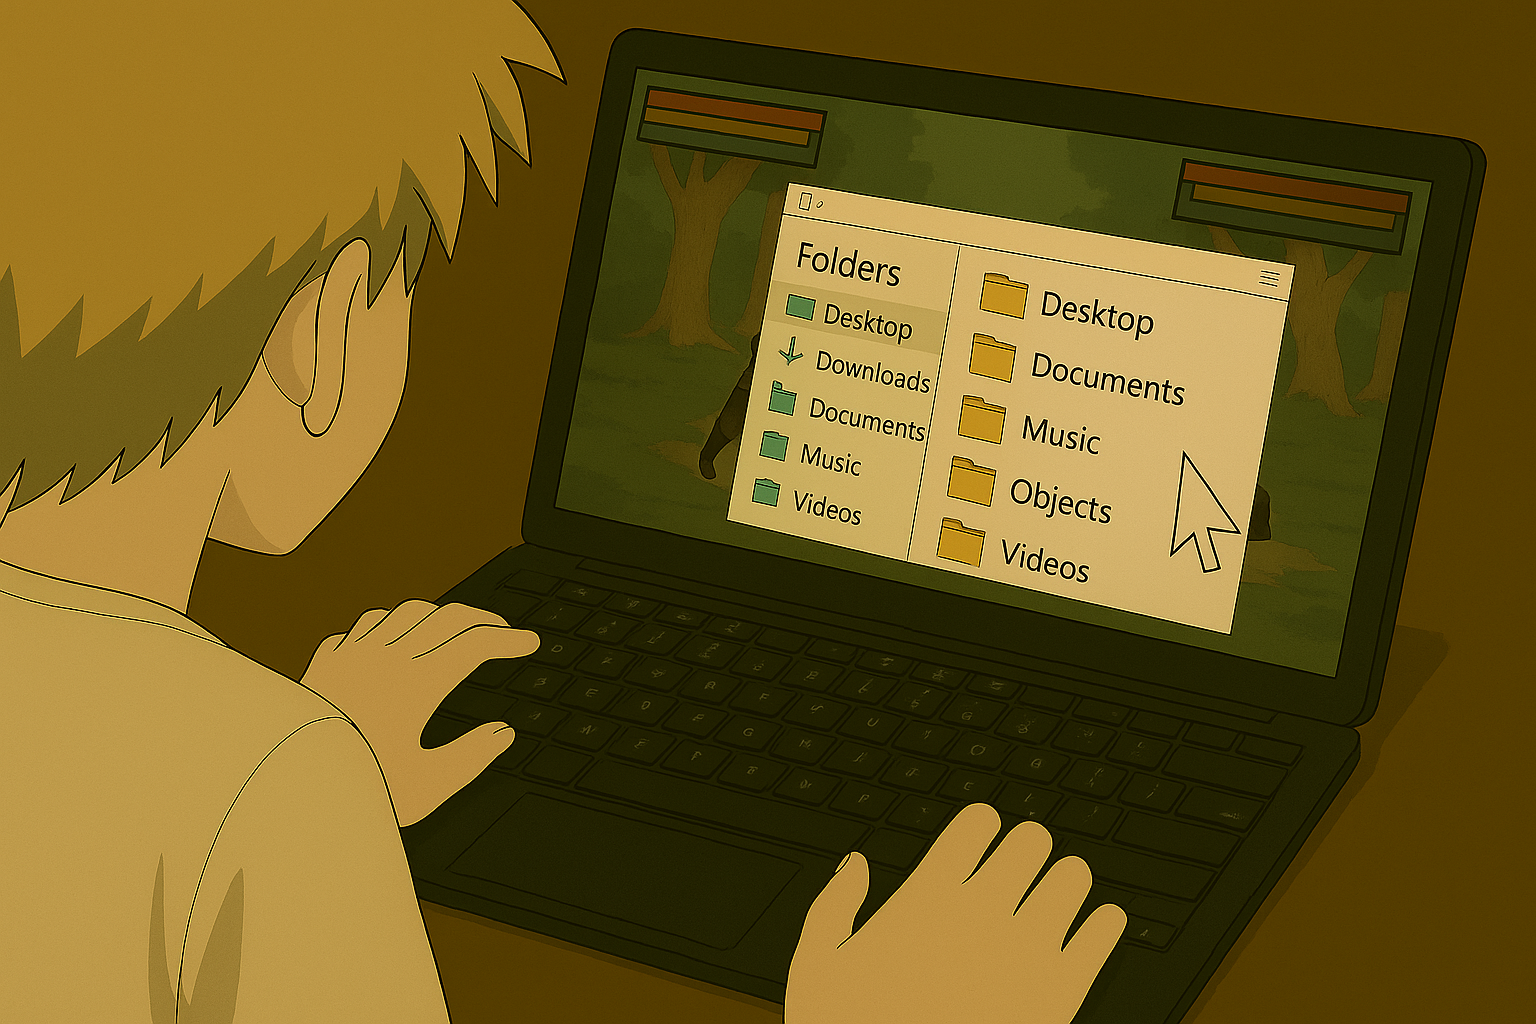 Folders
Desktop
Downloads
Documents
Music
Videos
Desktop
Documents
Music
Objects
Videos